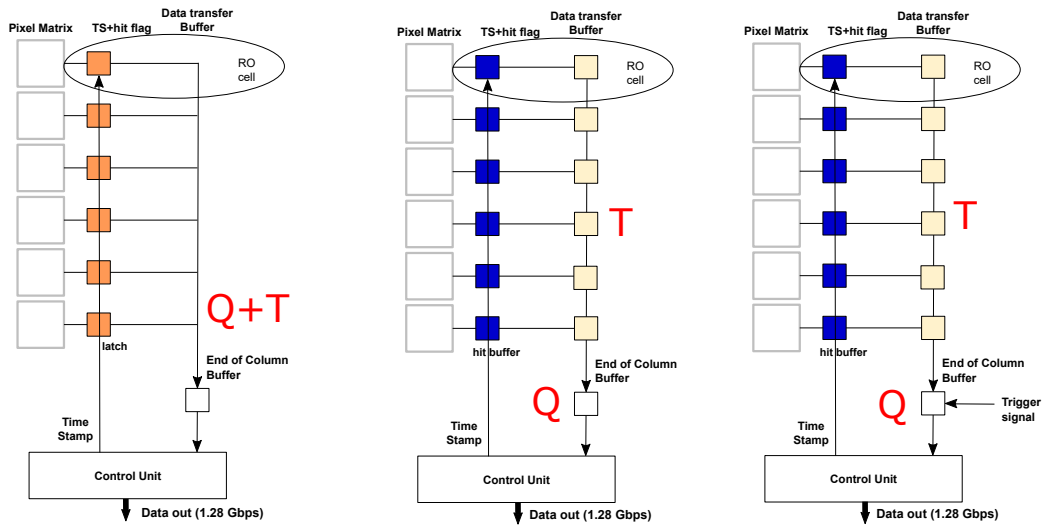 Data transfer
Pixel Matrix
TS+hit flag
Buffer
RO
cell
Q+T
latch
End of Column
Buffer
Time
Stamp
Control Unit
Data out (1.28 Gbps)
Data transfer
Pixel Matrix
TS+hit flag
Buffer
RO
cell
T
hit buffer
End of Column
Buffer
Q
Time
Stamp
Control Unit
Data out (1.28 Gbps)
Data transfer
Pixel Matrix
TS+hit flag
Buffer
RO
cell
T
hit buffer
End of Column
Buffer
Q
Trigger
signal
Time
Stamp
Control Unit
Data out (1.28 Gbps)